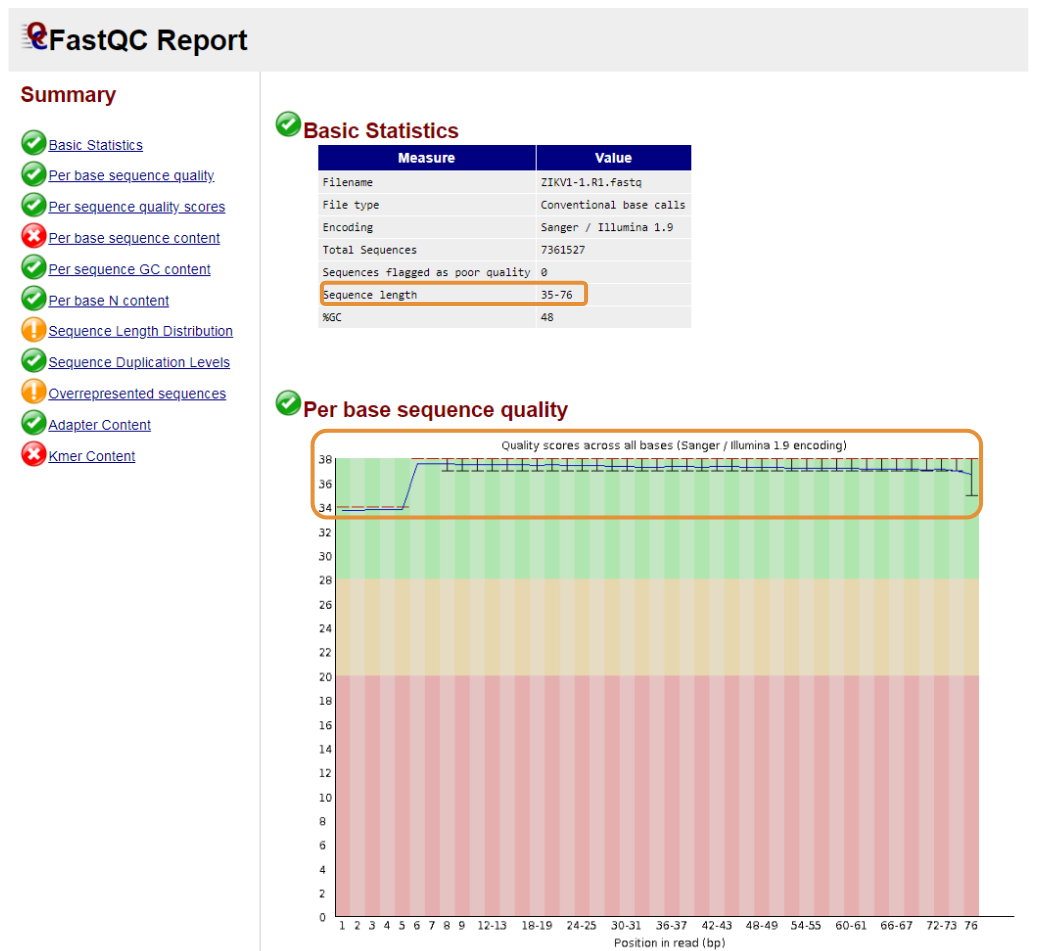 FastQC Report
Summary
Basic Statistics
Per base sequence quality
Per sequence quality scores
Per base sequence content
Per sequence GC content
Per base N content
Sequence Length Distribution
Sequence Duplication Levels
Overrepresented sequences
Adapter Content
Kmer Content
Basic Statistics
Measure Value
Filename ZIKV1-1.R1.fastq
File type Conventional base calls
Encoding Sanger / Illumina 1.9
Total Sequences 7361527
Sequences flagged as poor quality 0
Sequence length 35-76
%GC 48
Per base sequence quality
Quality scores across all bases (Sanger / Illumina 1.9 encoding)
38
36
34
32
30
28
26
24
22
20
18
16
14
12
10
8
6
4
2
0
1 2 3 4 5 6 7 8 9 12-13 18-19 24-25 30-31 36-37 42-43 48-49 54-55 60-61 66-67 72-73 76
Position in read (bp)